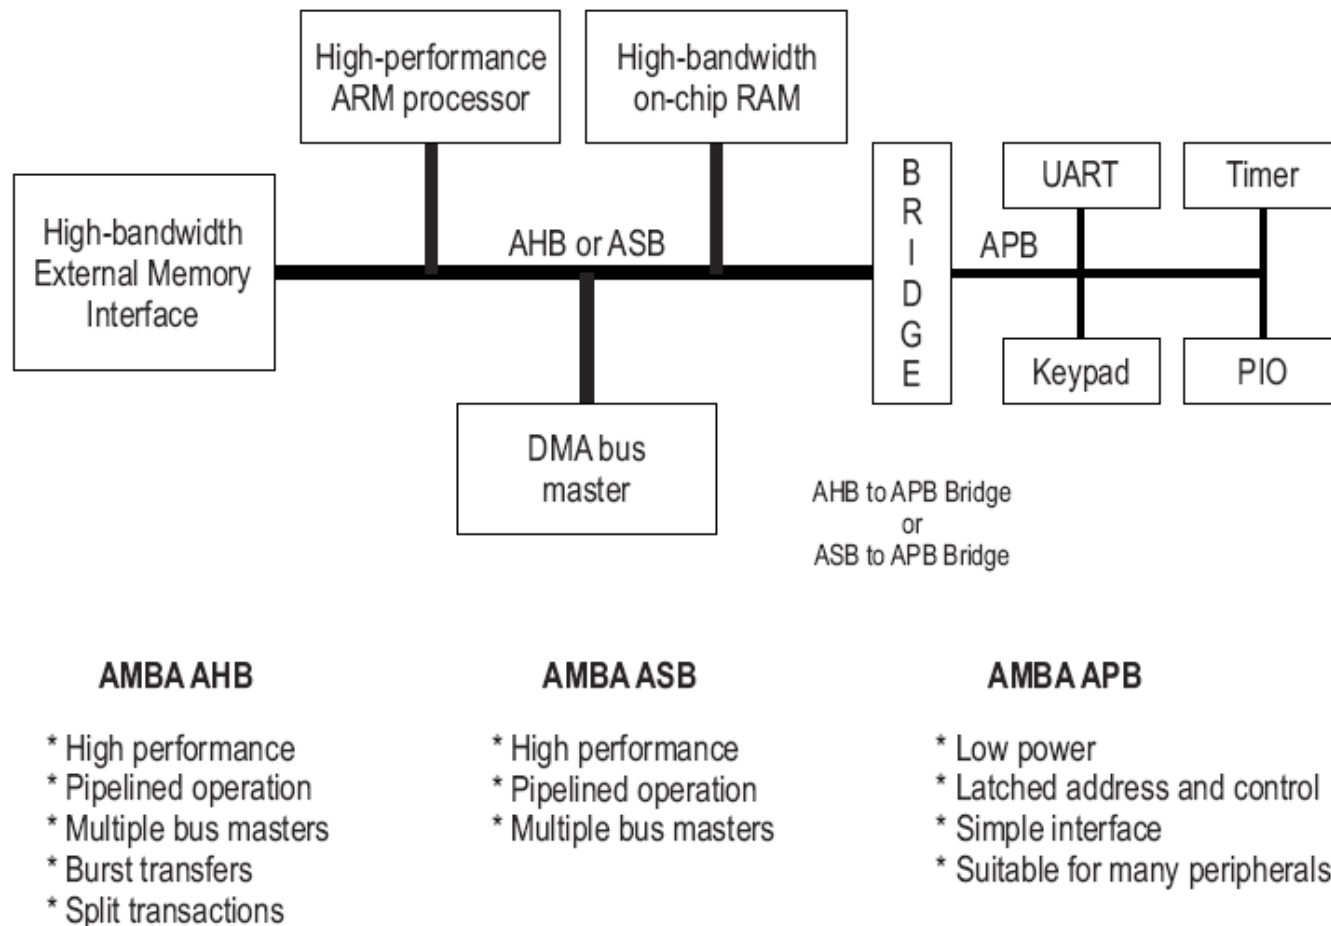 High-performance
ARM processor
High-bandwidth
on-chip RAM
High-bandwidth
External Memory
Interface
AHB or ASB
B
R
I
D
G
E
APB
UART
Timer
Keypad
PIO
DMA bus
master
AHB to APB Bridge
or
ASB to APB Bridge
AMBA AHB
* High performance
* Pipelined operation
* Multiple bus masters
* Burst transfers
* Split transactions
AMBA ASB
* High performance
* Pipelined operation
* Multiple bus masters
AMBA APB
* Low power
* Latched address and control
* Simple interface
* Suitable for many peripherals